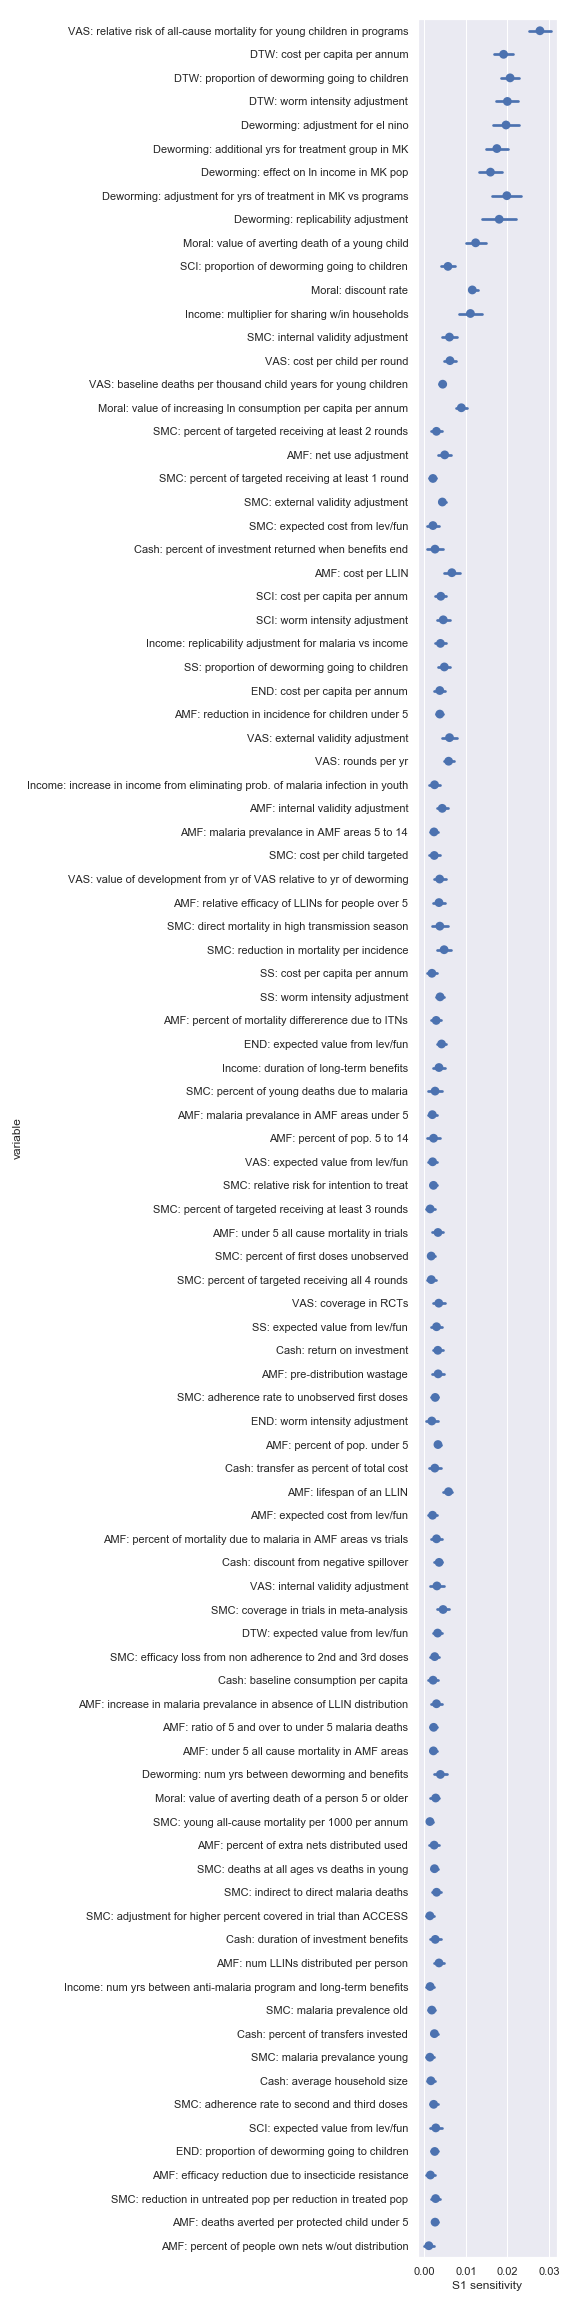 VAS: relative risk of all-cause mortality for young children in programs
DTW: cost per capita per annum
DTW: proportion of deworming going to children
DTW: worm intensity adjustment
Deworming: adjustment for el nino
Deworming: additional yrs for treatment group in MK
Deworming: effect on ln income in MK pop
Deworming: adjustment for yrs of treatment in MK vs programs
Deworming: replicability adjustment
Moral: value of averting death of a young child
SCI: proportion of deworming going to children
Moral: discount rate
Income: multiplier for sharing w/in households
SMC: internal validity adjustment
VAS: cost per child per round
VAS: baseline deaths per thousand child years for young children
Moral: value of increasing ln consumption per capita per annum
SMC: percent of targeted receiving at least 2 rounds
AMF: net use adjustment
SMC: percent of targeted receiving at least 1 round
SMC: external validity adjustment
SMC: expected cost from lev/fun
Cash: percent of investment returned when benefits end
AMF: cost per LLIN
SCI: cost per capita per annum
SCI: worm intensity adjustment
Income: replicability adjustment for malaria vs income
SS: proportion of deworming going to children
END: cost per capita per annum
AMF: reduction in incidence for children under 5
VAS: external validity adjustment
VAS: rounds per yr
Income: increase in income from eliminating prob. of malaria infection in youth
AMF: internal validity adjustment
AMF: malaria prevalance in AMF areas 5 to 14
SMC: cost per child targeted
VAS: value of development from yr of VAS relative to yr of deworming
AMF: relative efficacy of LLINs for people over 5
SMC: direct mortality in high transmission season
SMC: reduction in mortality per incidence
SS: cost per capita per annum
SS: worm intensity adjustment
AMF: percent of mortality differerence due to ITNs
END: expected value from lev/fun
Income: duration of long-term benefits
SMC: percent of young deaths due to malaria
AMF: malaria prevalance in AMF areas under 5
AMF: percent of pop. 5 to 14
VAS: expected value from lev/fun
SMC: relative risk for intention to treat
SMC: percent of targeted receiving at least 3 rounds
AMF: under 5 all cause mortality in trials
SMC: percent of first doses unobserved
SMC: percent of targeted receiving all 4 rounds
VAS: coverage in RCTs
SS: expected value from lev/fun
Cash: return on investment
AMF: pre-distribution wastage
SMC: adherence rate to unobserved first doses
END: worm intensity adjustment
AMF: percent of pop. under 5
Cash: transfer as percent of total cost
AMF: lifespan of an LLIN
AMF: expected cost from lev/fun
AMF: percent of mortality due to malaria in AMF areas vs trials
Cash: discount from negative spillover
VAS: internal validity adjustment
SMC: coverage in trials in meta-analysis
DTW: expected value from lev/fun
SMC: efficacy loss from non adherence to 2nd and 3rd doses
Cash: baseline consumption per capita
AMF: increase in malaria prevalance in absence of LLIN distribution
AMF: ratio of 5 and over to under 5 malaria deaths
AMF: under 5 all cause mortality in AMF areas
Deworming: num yrs between deworming and benefits
Moral: value of averting death of a person 5 or older
SMC: young all-cause mortality per 1000 per annum
AMF: percent of extra nets distributed used
SMC: deaths at all ages vs deaths in young
SMC: indirect to direct malaria deaths
SMC: adjustment for higher percent covered in trial than ACCESS
Cash: duration of investment benefits
AMF: num LLINs distributed per person
Income: num yrs between anti-malaria program and long-term benefits
SMC: malaria prevalence old
Cash: percent of transfers invested
SMC: malaria prevalance young
Cash: average household size
SMC: adherence rate to second and third doses
SCI: expected value from lev/fun
END: proportion of deworming going to children
AMF: efficacy reduction due to insecticide resistance
SMC: reduction in untreated pop per reduction in treated pop
AMF: deaths averted per protected child under 5
AMF: percent of people own nets w/out distribution
variable
0.00 0.01 0.02 0.03
S1 sensitivity